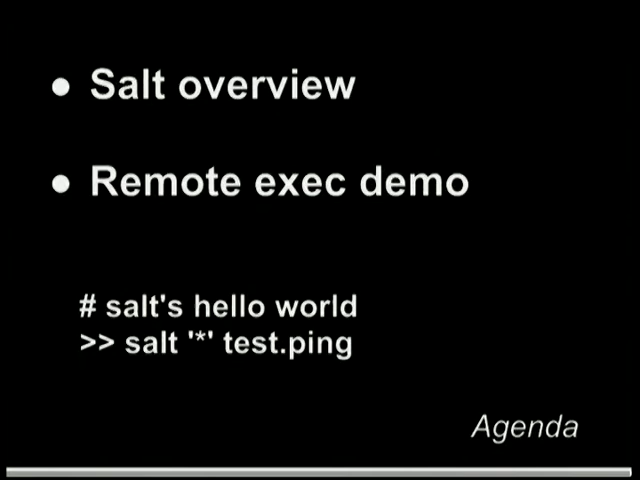 ● Salt overview
● Remote exec demo
# salt's hello world
>> salt '*' test.ping
Agenda